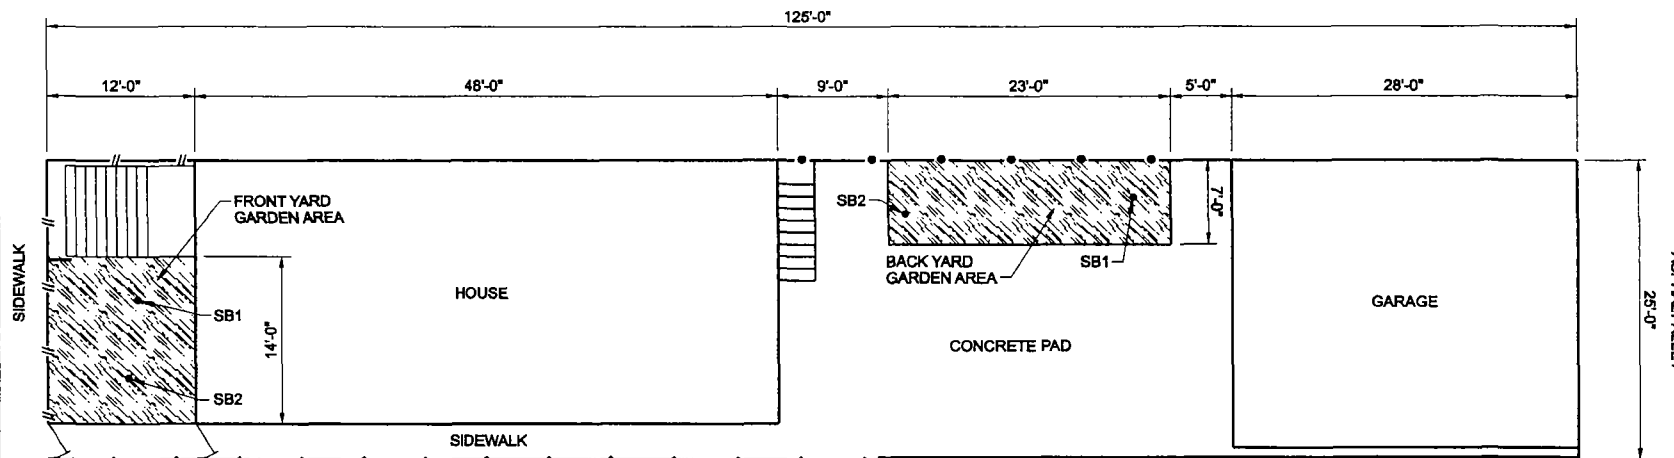 125'-0"
12'-0"
48'-0"
9'-0"
23'-0"
5'-0"
28'-0"
FRONT YARD
GARDEN AREA
SB2
7'-0"
SIDEWALK
HOUSE
BACK YARD
GARDEN AREA
SB1
GARAGE
25'-0"
SB1
14'-0"
CONCRETE PAD
SB2
SIDEWALK